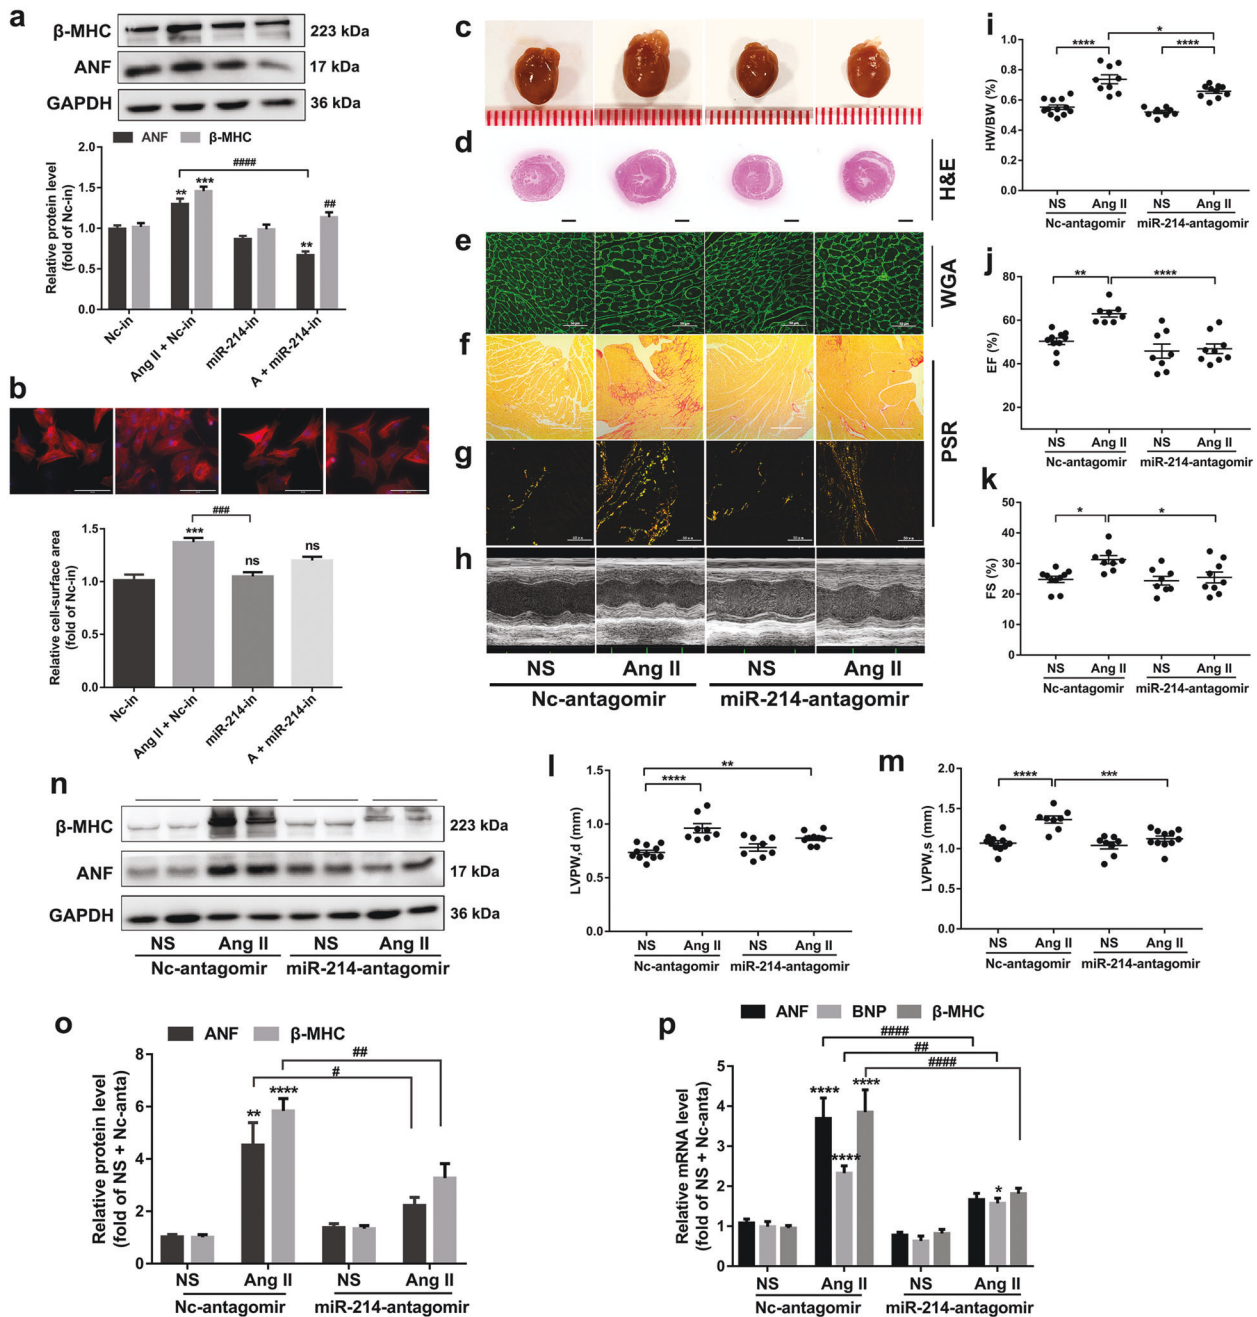 a
β-MHC
223 kDa
ANF
17 kDa
GAPDH
36 kDa
ANF
β-MHC
Relative protein level
(fold of Nc-in)
2.0
1.5
1.0
0.5
0.0
**
***
####
**
##
Nc-in
Ang II + Nc-in
miR-214-in
A + miR-214-in
b
Relative cell-surface area
(fold of Nc-in)
1.5
1.0
0.5
0.0
***
###
ns
ns
Nc-in
Ang II + Nc-in
miR-214-in
A + miR-214-in
c
d
H&E
e
WGA
f
g
PSR
h
NS
Ang II
NS
Ang II
Nc-antagomir
miR-214-antagomir
i
HW/BW (%)
1.0
0.8
0.6
0.4
0.2
0.0
****
*
****
NS
Ang II
NS
Ang II
Nc-antagomir
miR-214-antagomir
j
EF (%)
80
60
40
20
**
****
NS
Ang II
NS
Ang II
Nc-antagomir
miR-214-antagomir
k
FS (%)
50
40
30
20
10
0
*
*
NS
Ang II
NS
Ang II
Nc-antagomir
miR-214-antagomir
l
LVPW,d (mm)
1.5
1.0
0.5
0.0
****
**
NS
Ang II
NS
Ang II
Nc-antagomir
miR-214-antagomir
m
LVPW,s (mm)
2.0
1.5
1.0
0.5
0.0
****
***
NS
Ang II
NS
Ang II
Nc-antagomir
miR-214-antagomir
n
β-MHC
223 kDa
ANF
17 kDa
GAPDH
36 kDa
NS
Ang II
NS
Ang II
Nc-antagomir
miR-214-antagomir
o
ANF
β-MHC
Relative protein level
(fold of NS + Nc-anta)
8
6
4
2
0
**
****
#
##
NS
Ang II
NS
Ang II
Nc-antagomir
miR-214-antagomir
p
ANF
BNP
β-MHC
Relative mRNA level
(fold of NS + Nc-anta)
5
4
3
2
1
0
****
****
****
####
##
####
*
NS
Ang II
NS
Ang II
Nc-antagomir
miR-214-antagomir